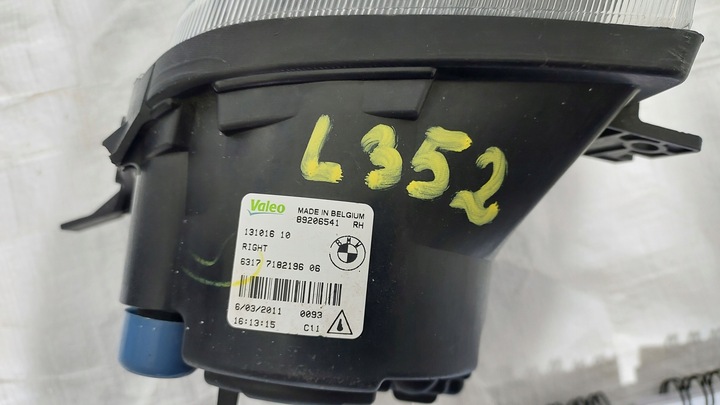 L352
Valeo
MADE IN BELGIUM
89206541 RH
131016 10
RIGHT
6317 7182196 06
6/03/2011 0093
16:13:15 Ctl